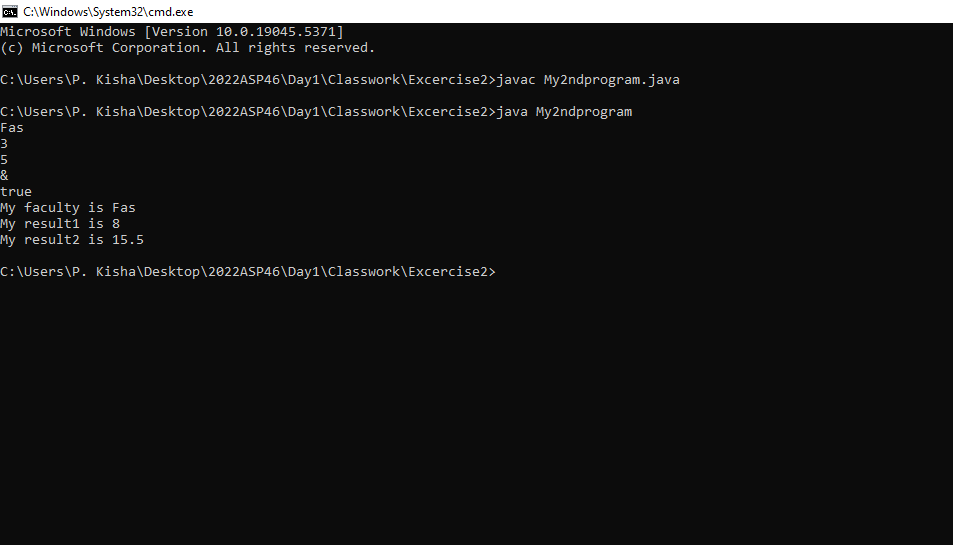 C:\Windows\System32\cmd.exe
Microsoft Windows [Version 10.0.19045.5371]
(c) Microsoft Corporation. All rights reserved.
C:\Users\P. Kisha\Desktop\2022ASP46\Day1\Classwork\Excercise2>javac My2ndprogram.java
C:\Users\P. Kisha\Desktop\2022ASP46\Day1\Classwork\Excercise2>java My2ndprogram
Fas
3
5
&
true
My faculty is Fas
My result1 is 8
My result2 is 15.5
C:\Users\P. Kisha\Desktop\2022ASP46\Day1\Classwork\Excercise2>